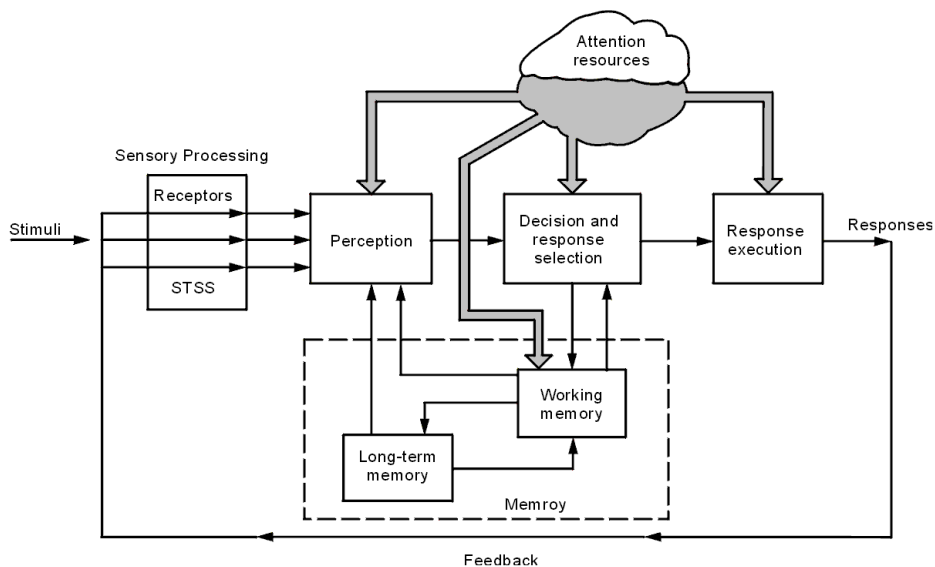 Attention
resources
Sensory Processing
Receptors
STSS
Stimuli
Perception
Decision and
response
selection
Response
execution
Responses
Working
memory
Long-term
memory
Memroy
Feedback